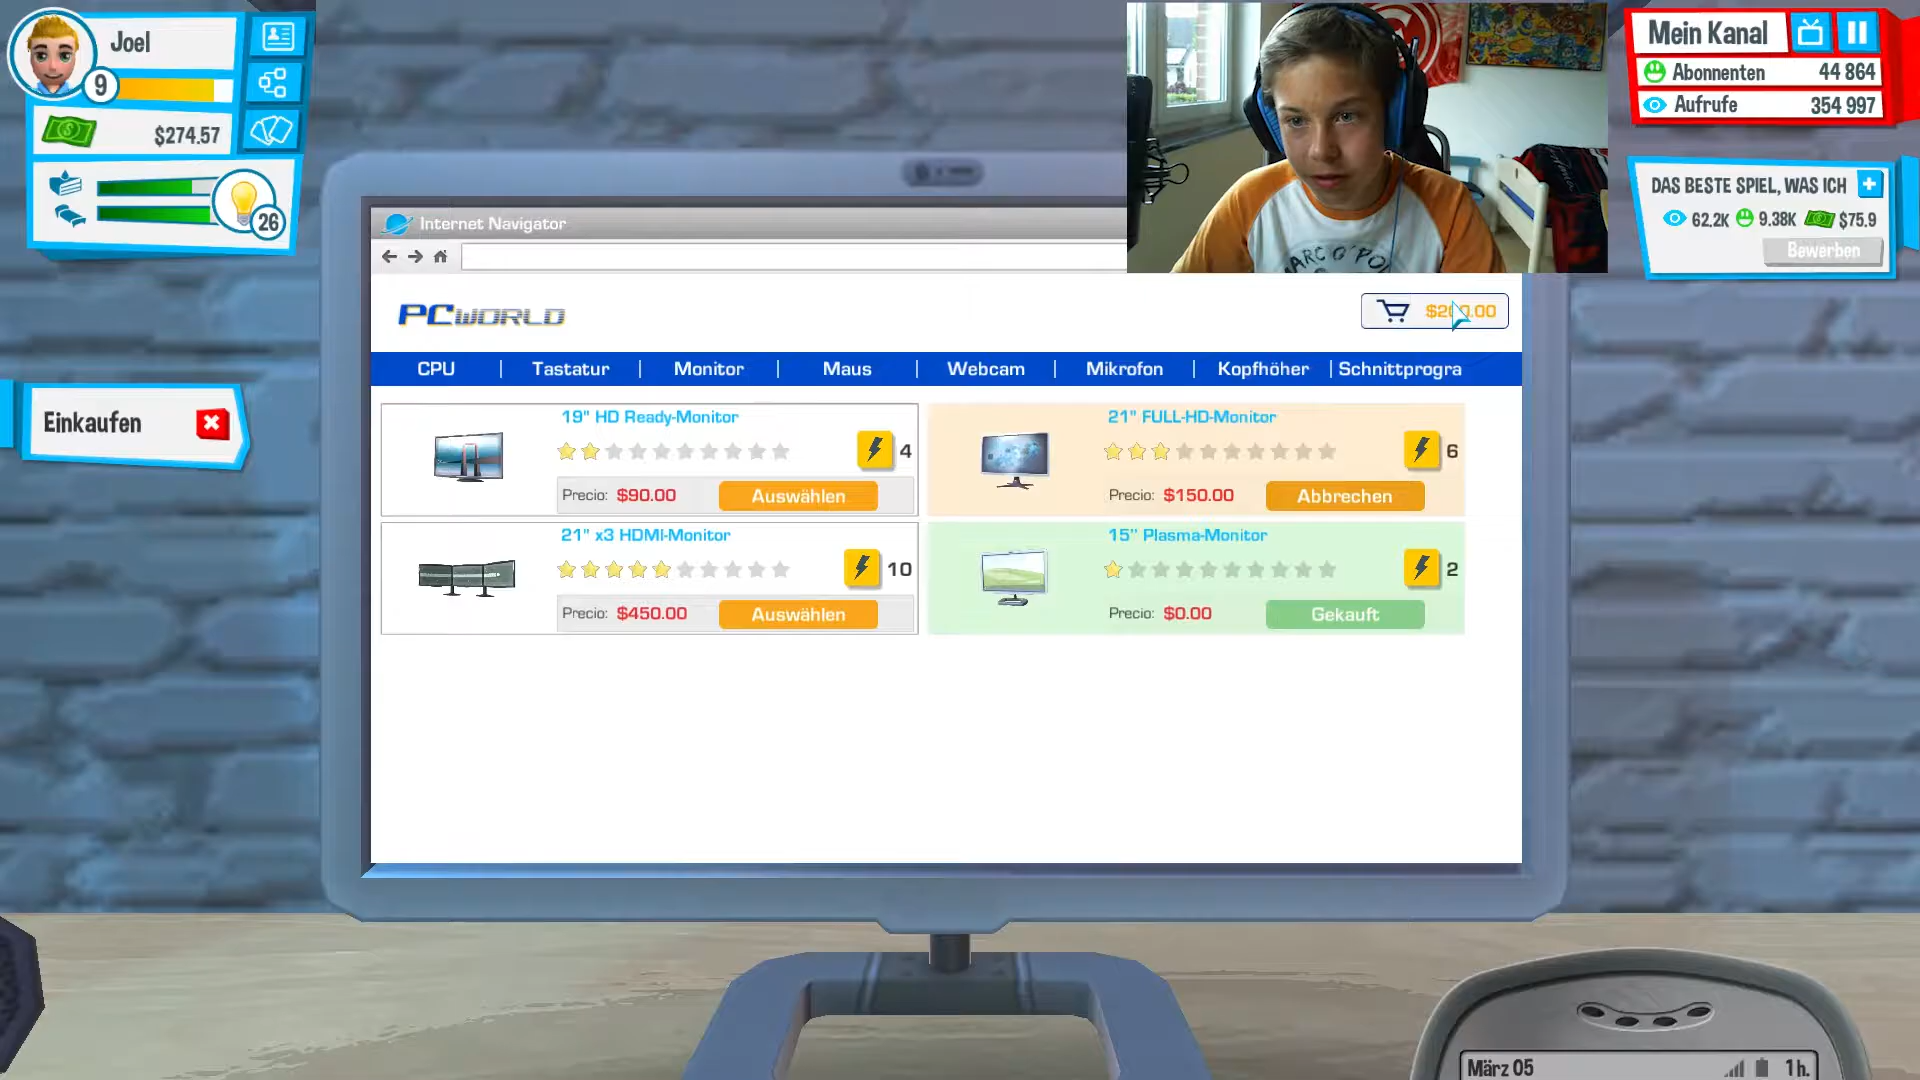 Joel
9
$274.57
26
Einkaufen
Internet Navigator
PCWORLD
CPU
Tastatur
Monitor
Maus
Webcam
Mikrofon
Kopfhöher
Schnittprogra
19" HD Ready-Monitor
4
Precio: $90.00
Auswählen
21" FULL-HD-Monitor
6
Precio: $150.00
Abbrechen
21" x3 HDMI-Monitor
10
Precio: $450.00
Auswählen
15" Plasma-Monitor
2
Precio: $0.00
Gekauft
Mein Kanal
Abonnenten 44 864
Aufrufe 354 997
DAS BESTE SPIEL, WAS ICH
62.2K 9.38K $75.9
Bewerben
März 05
1h.